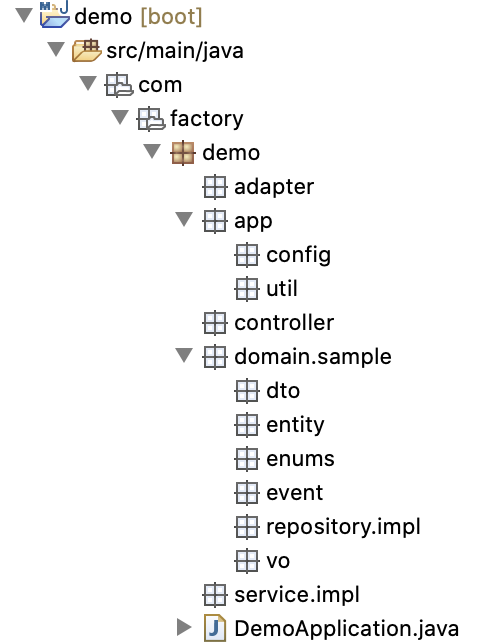 demo [boot]
src/main/java
com
factory
demo
adapter
app
config
util
controller
domain.sample
dto
entity
enums
event
repository.impl
vo
service.impl
DemoApplication.java